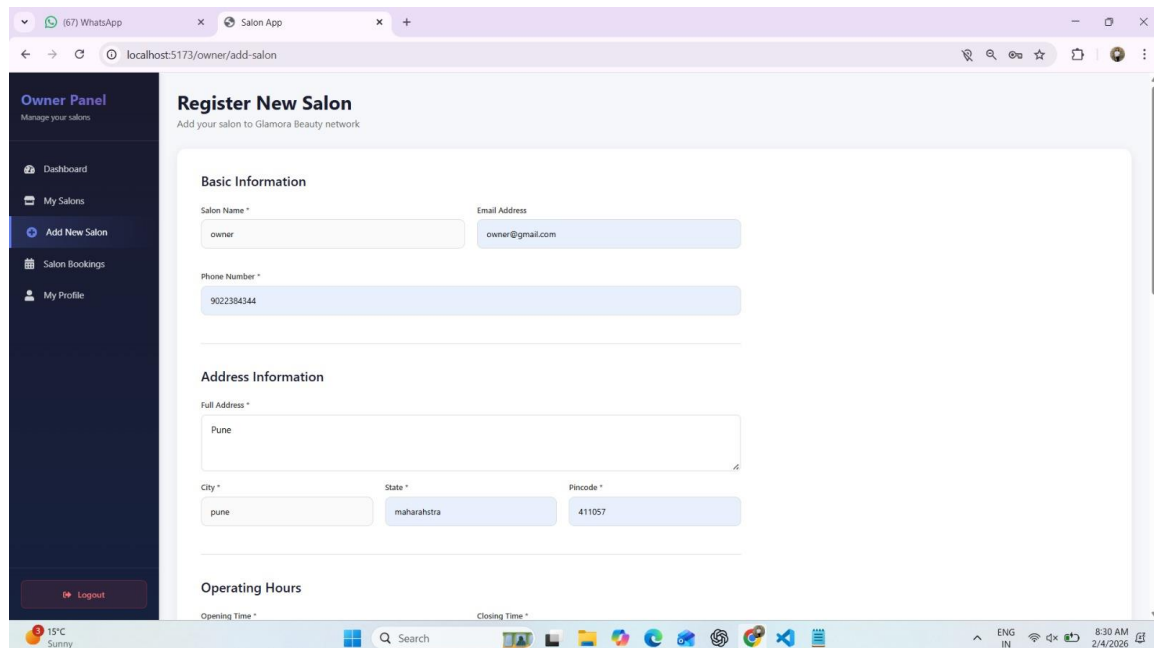 (67) WhatsApp
Salon App
localhost:5173/owner/add-salon
Owner Panel
Manage your salons
Dashboard
My Salons
Add New Salon
Salon Bookings
My Profile
Logout
Register New Salon
Add your salon to Glamora Beauty network
Basic Information
Salon Name * Email Address
owner owner@gmail.com
Phone Number *
9022384344
Address Information
Full Address *
Pune
City * State * Pincode *
pune maharahstra 411057
Operating Hours
Opening Time * Closing Time *
3 15°C
Sunny
Search
ENG
IN
8:30 AM
2/4/2026